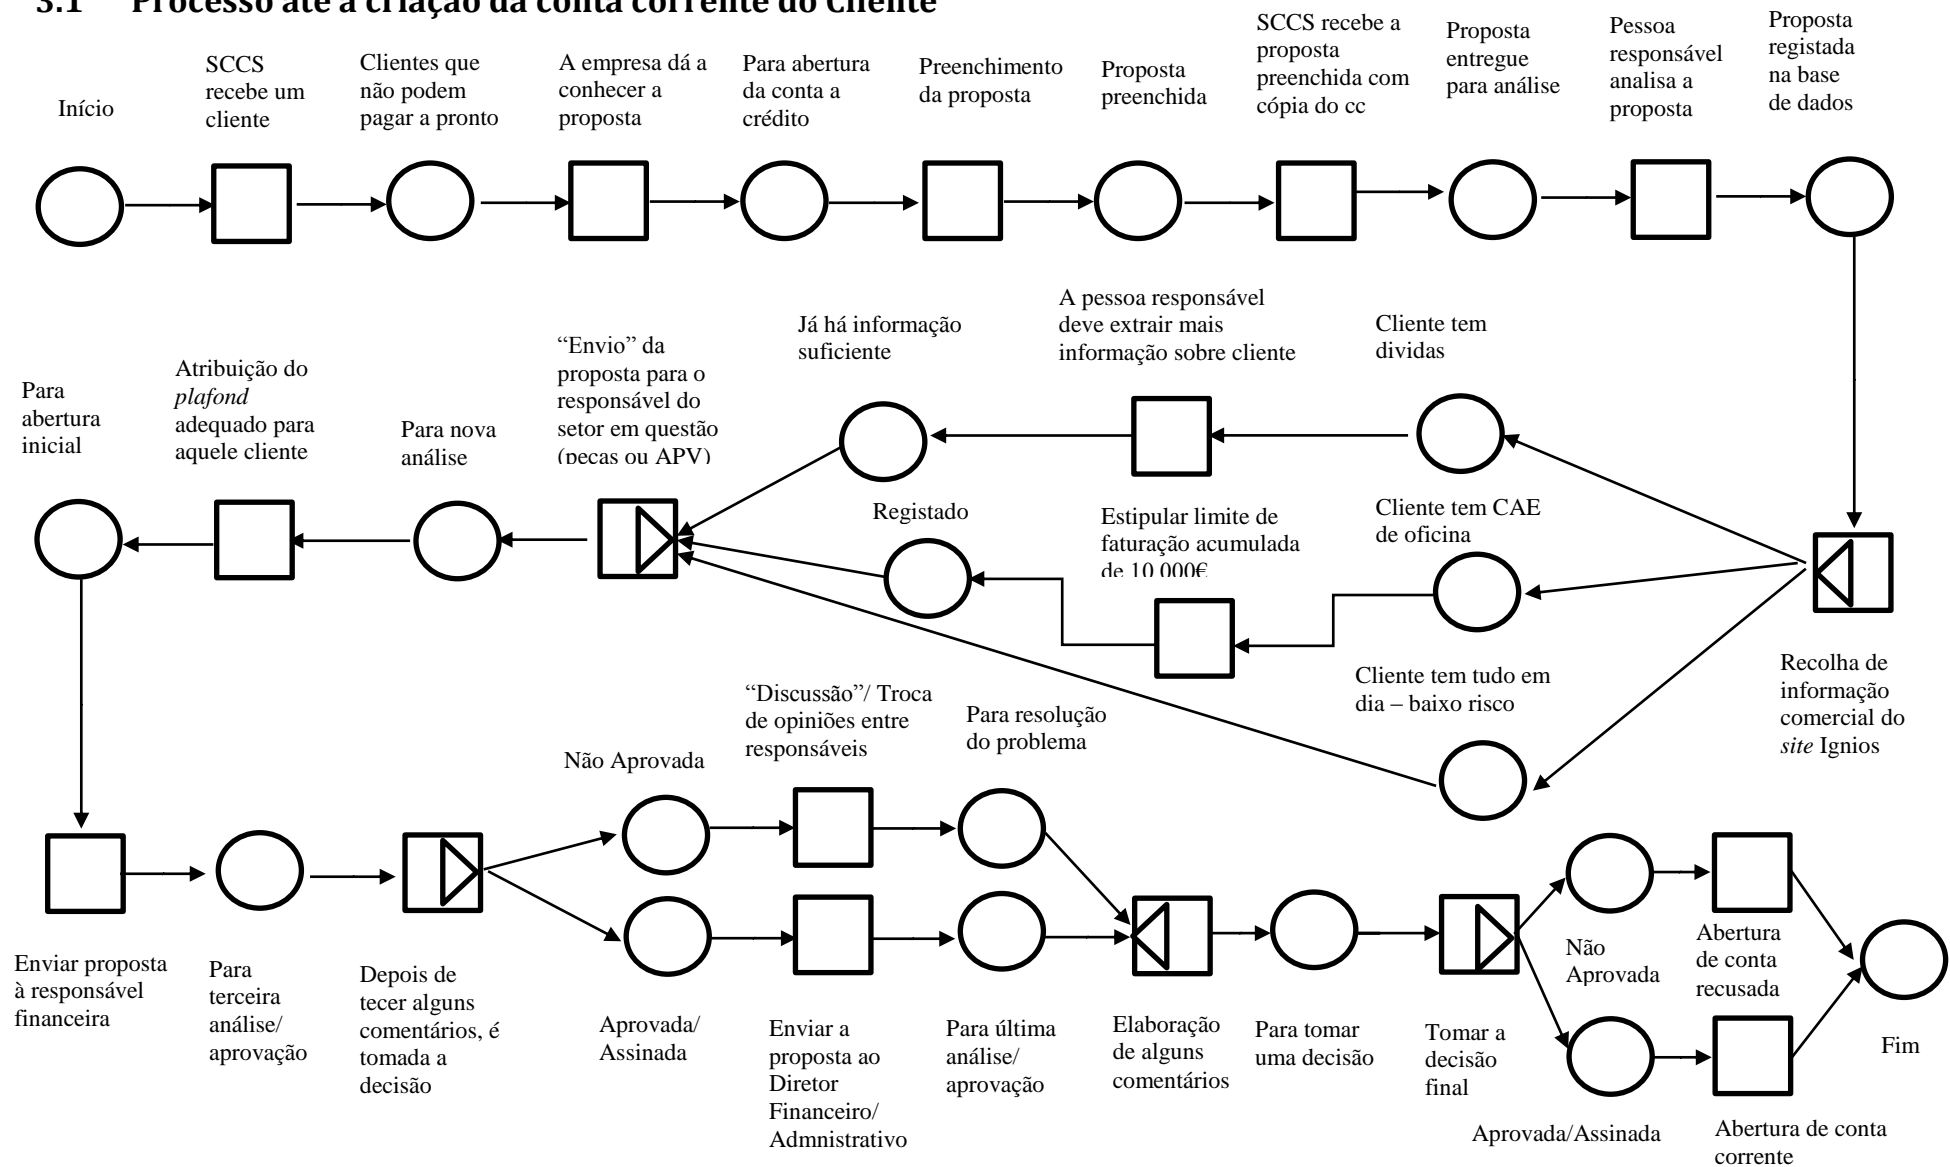 3.1 Processo até a criação da conta corrente do Cliente
Início
SCCS
recebe um
cliente
Clientes que
não podem
pagar a pronto
A empresa dá a
conhecer a
proposta
Para abertura
da conta a
crédito
Preenchimento
da proposta
Proposta
preenchida
SCCS recebe a
proposta
preenchida com
cópia do cc
Proposta
entregue
para análise
Pessoa
responsável
analisa a
proposta
Proposta
registada
na base
de dados
Para
abertura
inicial
Atribuição do
plafond
adequado para
aquele cliente
Para nova
análise
“Envio” da
proposta para o
responsável do
setor em questão
(peças ou APV)
Já há informação
suficiente
A pessoa responsável
deve extrair mais
informação sobre cliente
Cliente tem
dividas
Registado
Estipular limite de
faturação acumulada
de 10 000€
Cliente tem CAE
de oficina
Cliente tem tudo em
dia – baixo risco
Recolha de
informação
comercial do
site Ignios
“Discussão”/ Troca
de opiniões entre
responsáveis
Para resolução
do problema
Não Aprovada
Enviar proposta
à responsável
financeira
Para
terceira
análise/
aprovação
Depois de
tecer alguns
comentários, é
tomada a
decisão
Aprovada/
Assinada
Enviar a
proposta ao
Diretor
Financeiro/
Admnistrativo
Para última
análise/
aprovação
Elaboração
de alguns
comentários
Para tomar
uma decisão
Tomar a
decisão
final
Não
Aprovada
Abertura
de conta
recusada
Aprovada/Assinada
Abertura de conta
corrente
Fim